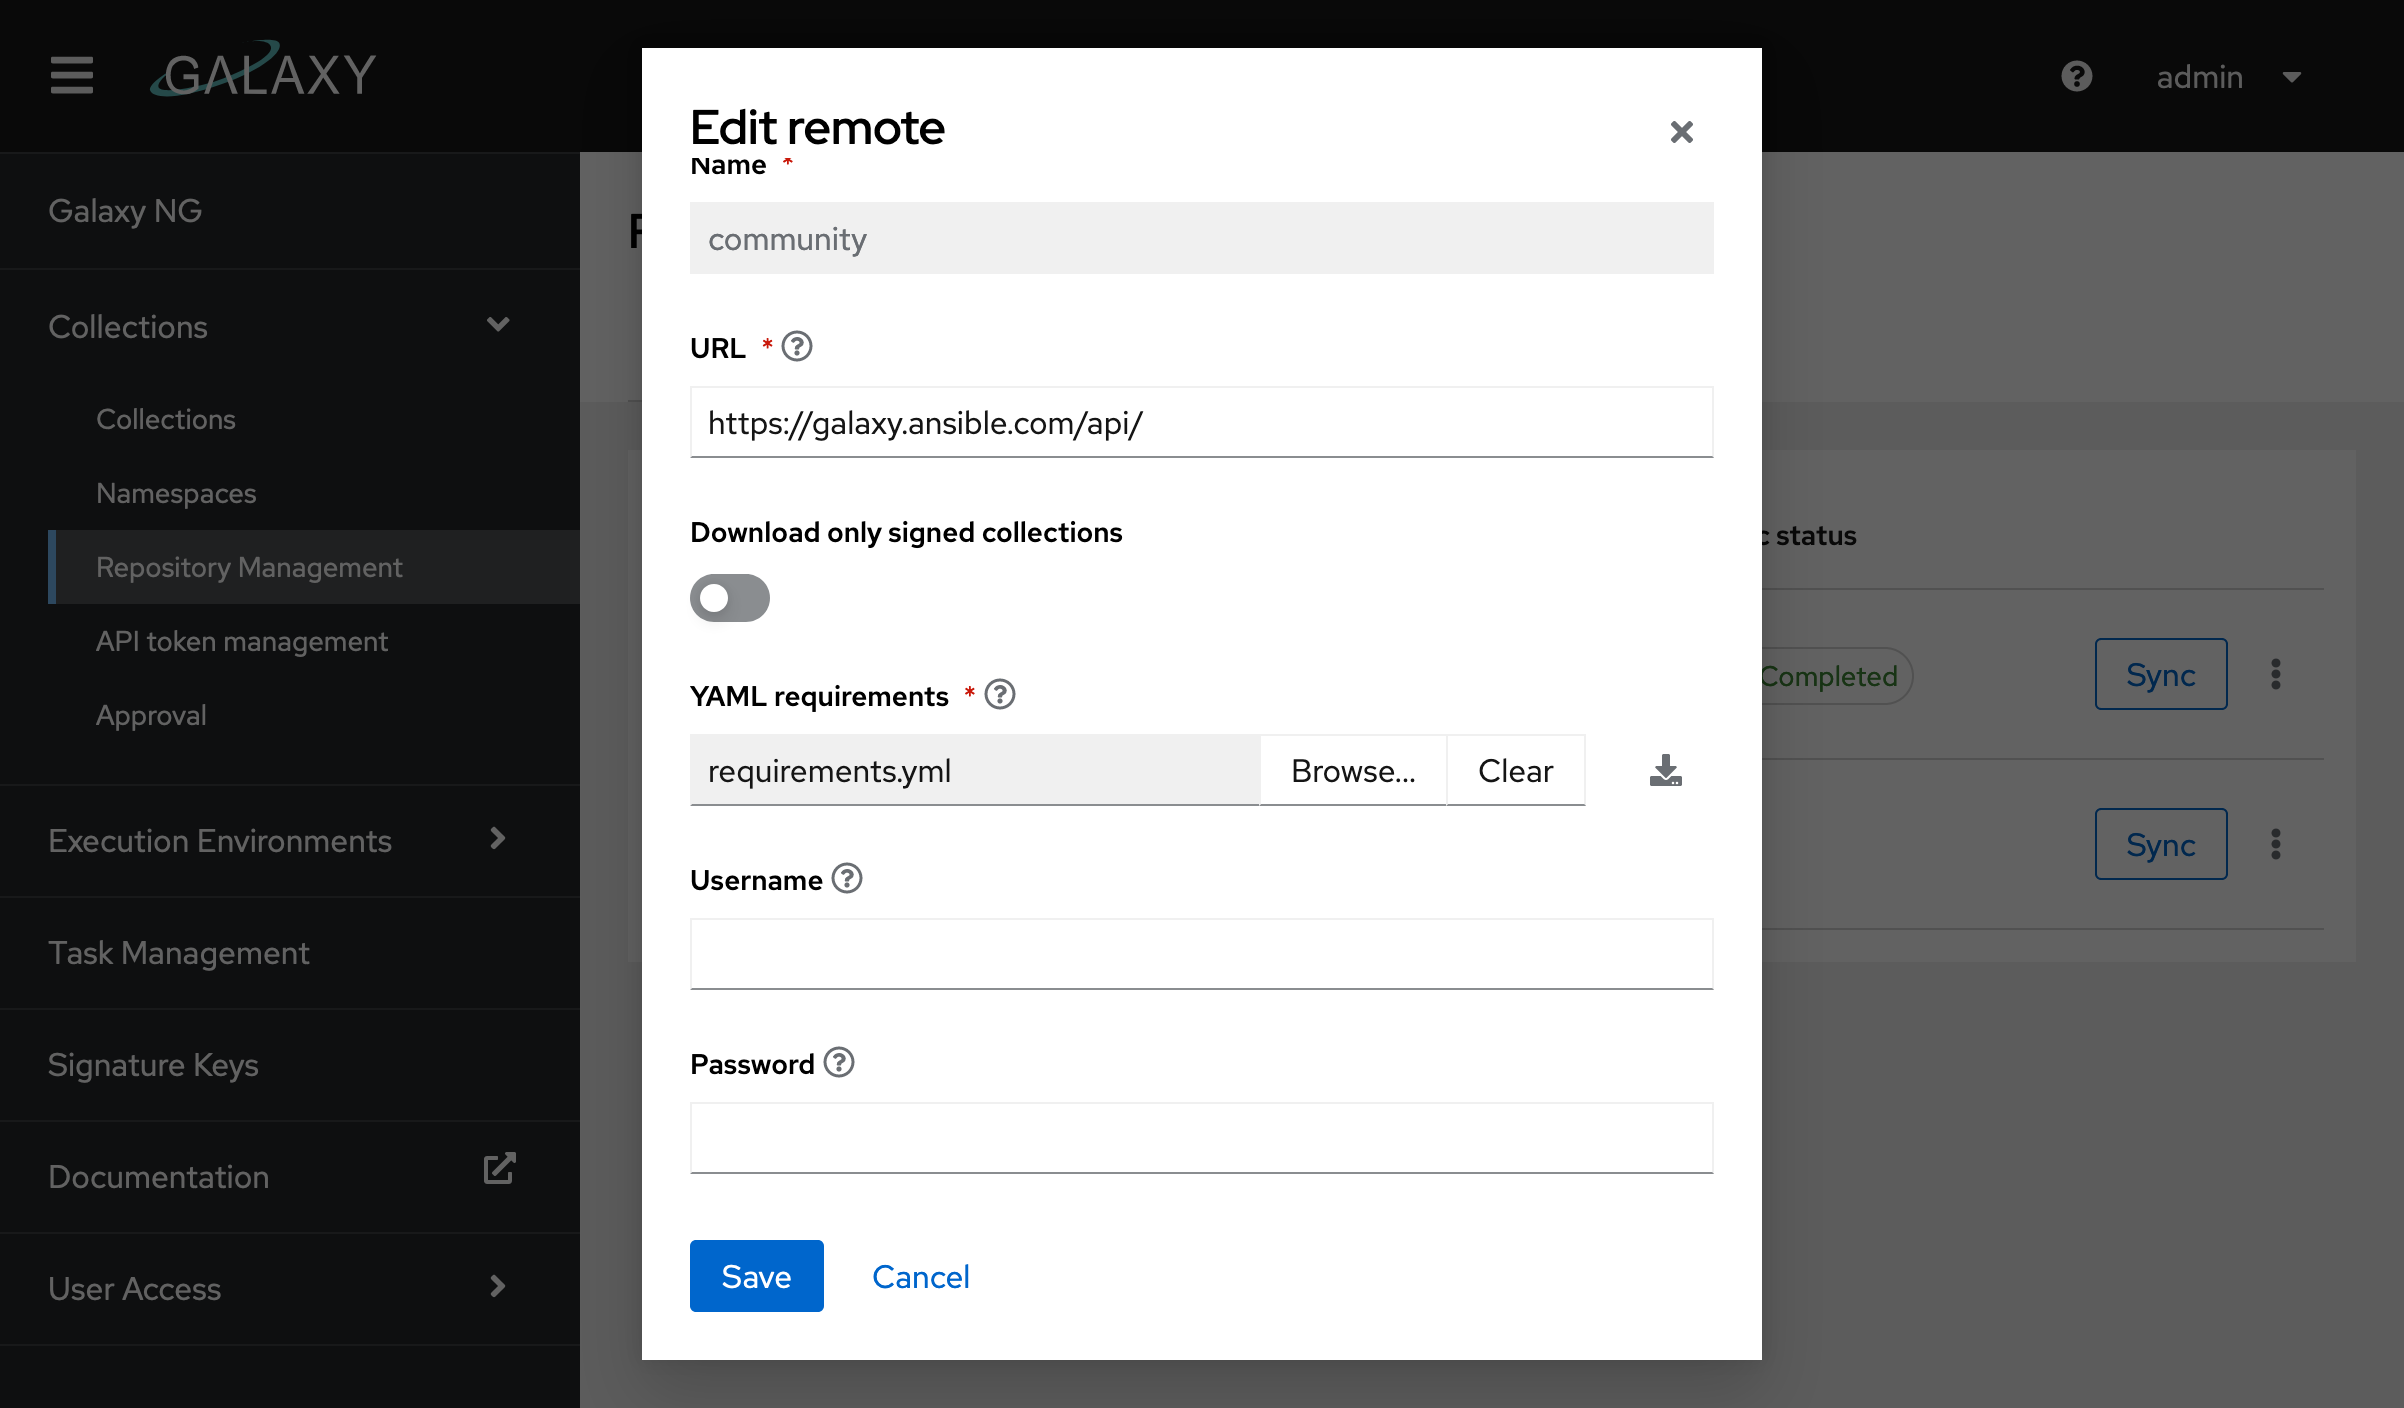 GALAXY
admin
Galaxy NG
Collections
Collections
Namespaces
Repository Management
API token management
Approval
Execution Environments
Task Management
Signature Keys
Documentation
User Access
Edit remote
Name *
community
URL *
https://galaxy.ansible.com/api/
Download only signed collections
YAML requirements *
requirements.yml Browse... Clear
Username
Password
Save Cancel
status
Completed Sync
Sync